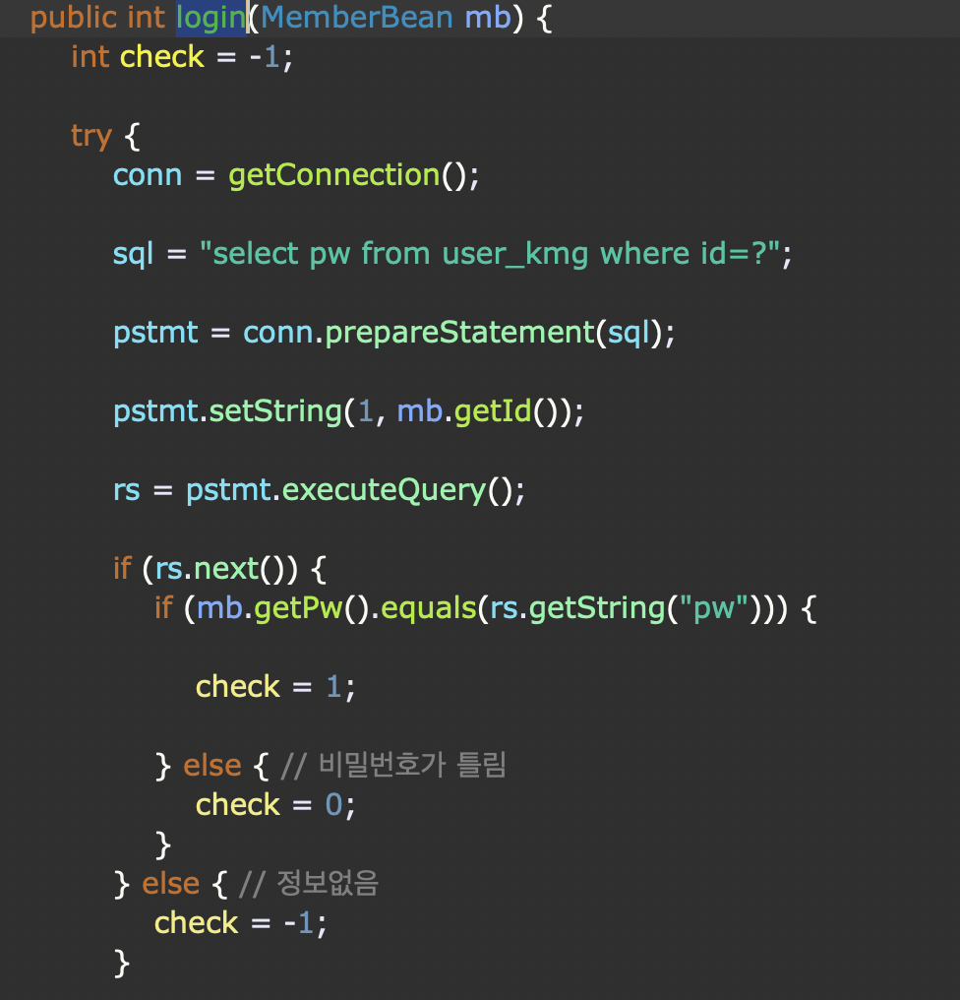 public int login(MemberBean mb) {
int check = -1;
try {
conn = getConnection();
sql = "select pw from user_kmg where id=?";
pstmt = conn.prepareStatement(sql);
pstmt.setString(1, mb.getId());
rs = pstmt.executeQuery();
if (rs.next()) {
if (mb.getPw().equals(rs.getString("pw"))) {
check = 1;
} else { // 비밀번호가 틀림
check = 0;
}
} else { // 정보없음
check = -1;
}